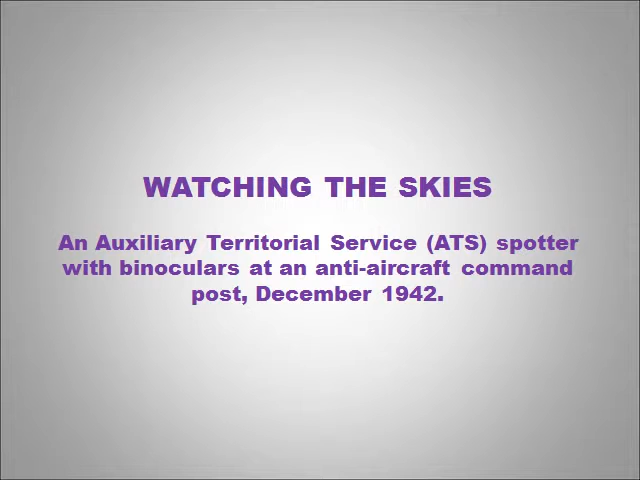 WATCHING THE SKIES
An Auxiliary Territorial Service (ATS) spotter
with binoculars at an anti-aircraft command
post, December 1942.